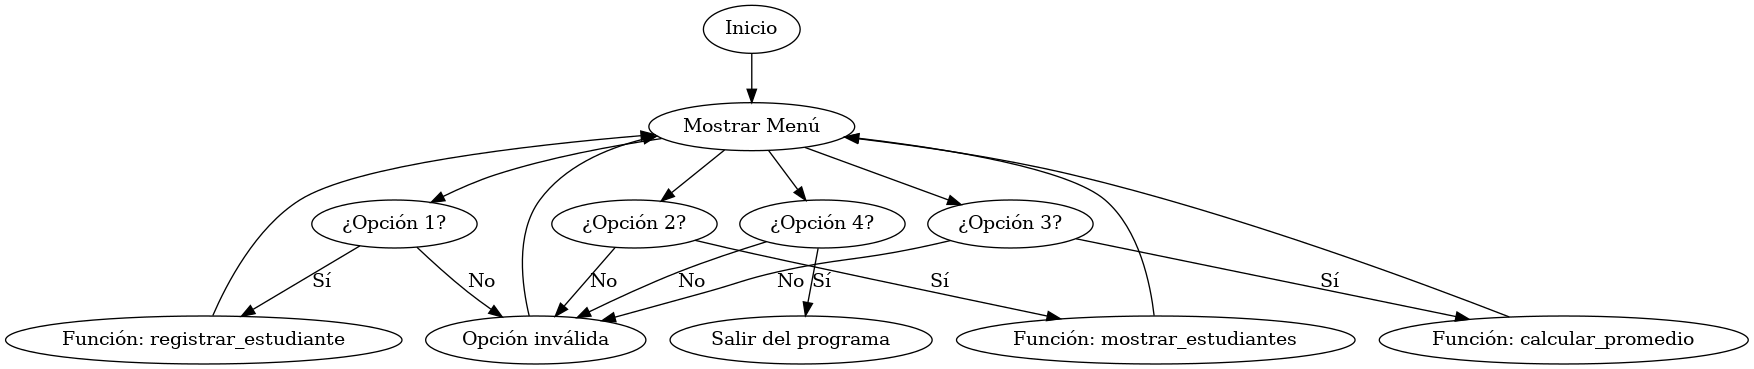 Inicio
Mostrar Menú
¿Opción 1?
¿Opción 2?
¿Opción 4?
¿Opción 3?
Sí
No
No
No
No
Sí
Sí
Sí
Función: registrar_estudiante
Opción inválida
Salir del programa
Función: mostrar_estudiantes
Función: calcular_promedio